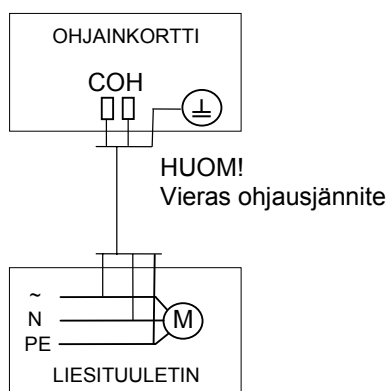 OHJAINKORTTI
COH
HUOM!
Vieras ohjausjännite
~
N
M
PE
LIESITUULETIN